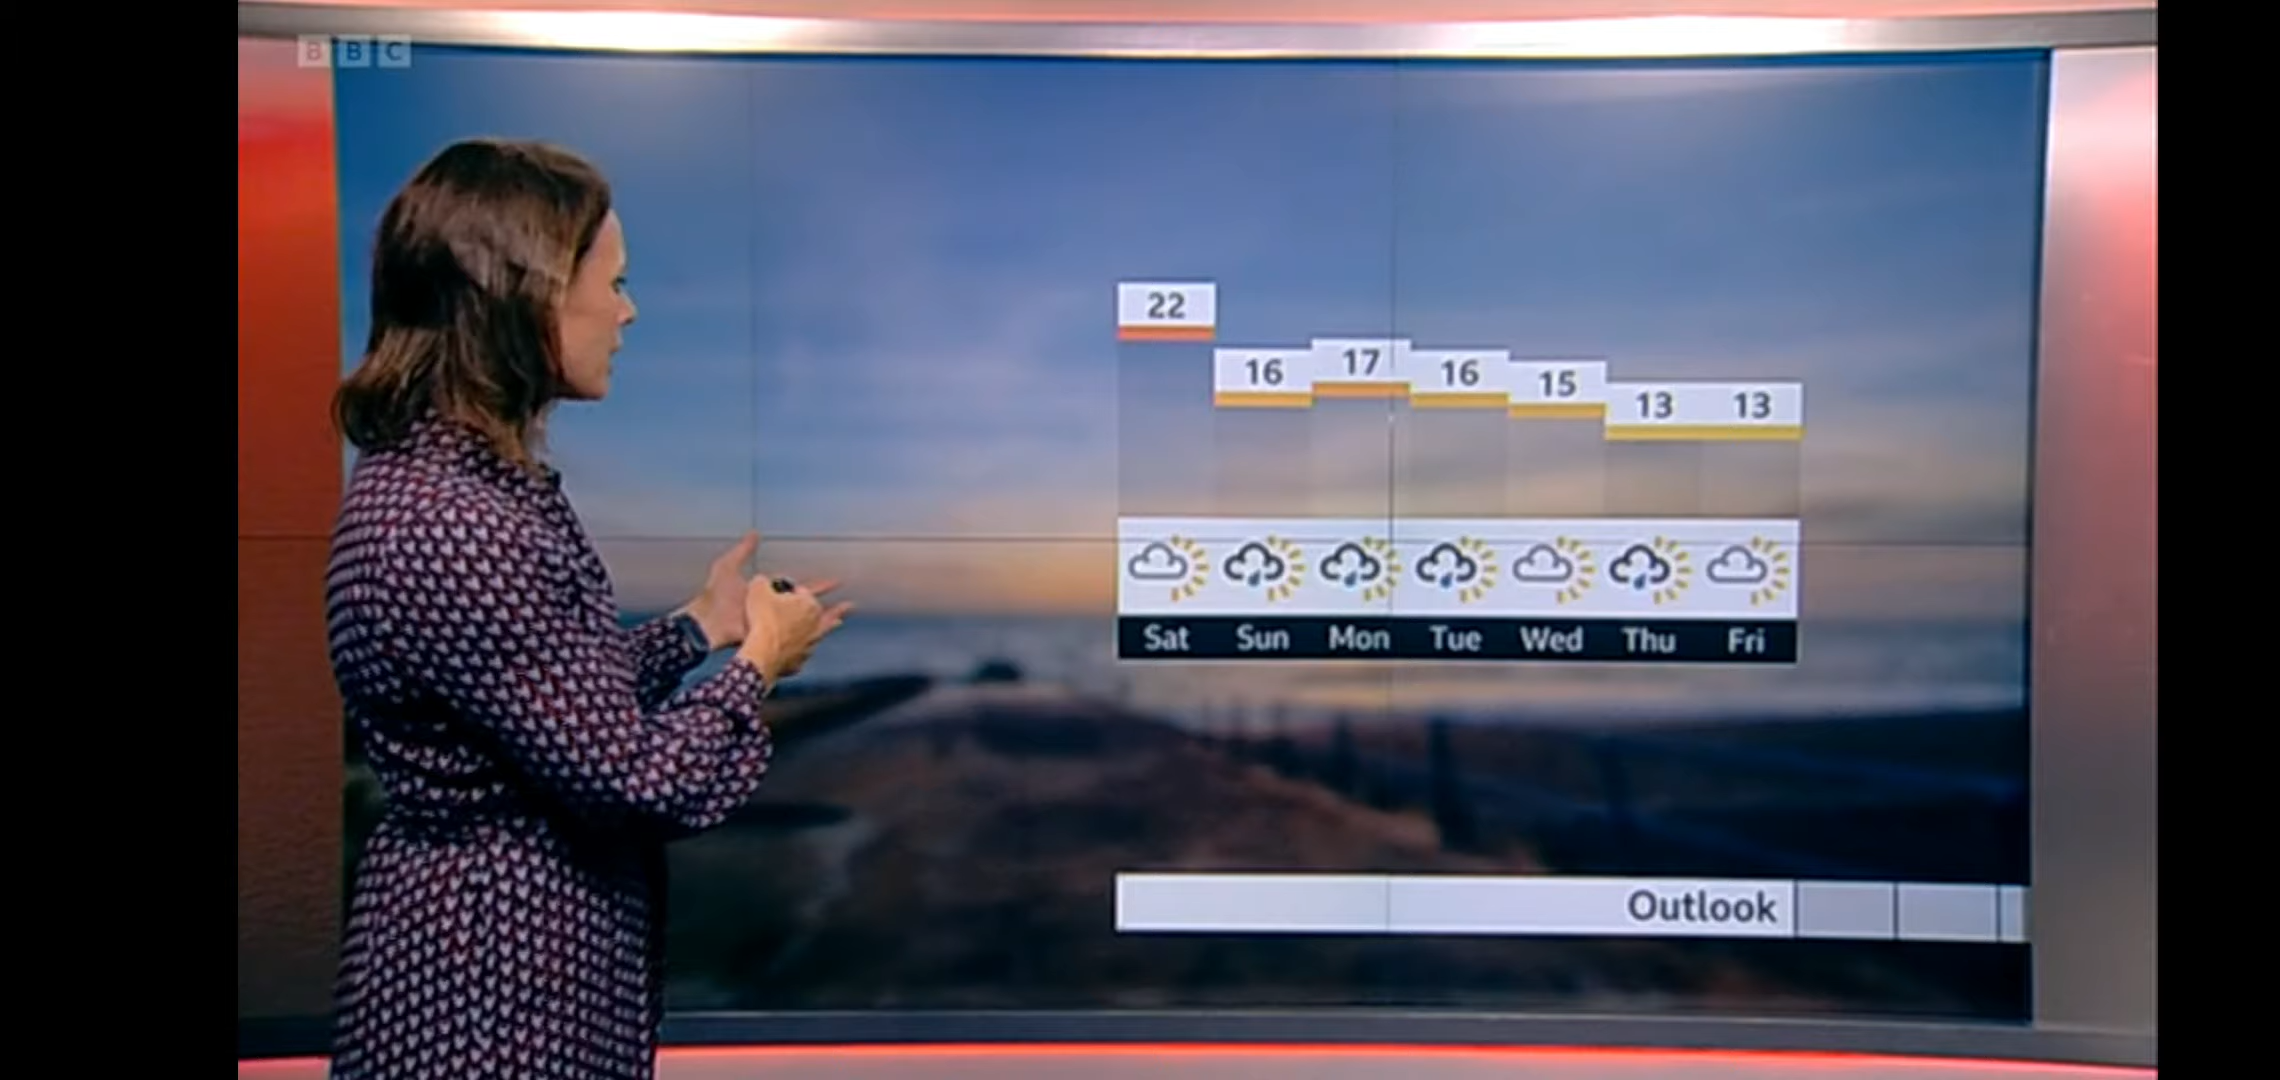 BBC
22
16 17 16 15 13 13
Sat Sun Mon Tue Wed Thu Fri
Outlook